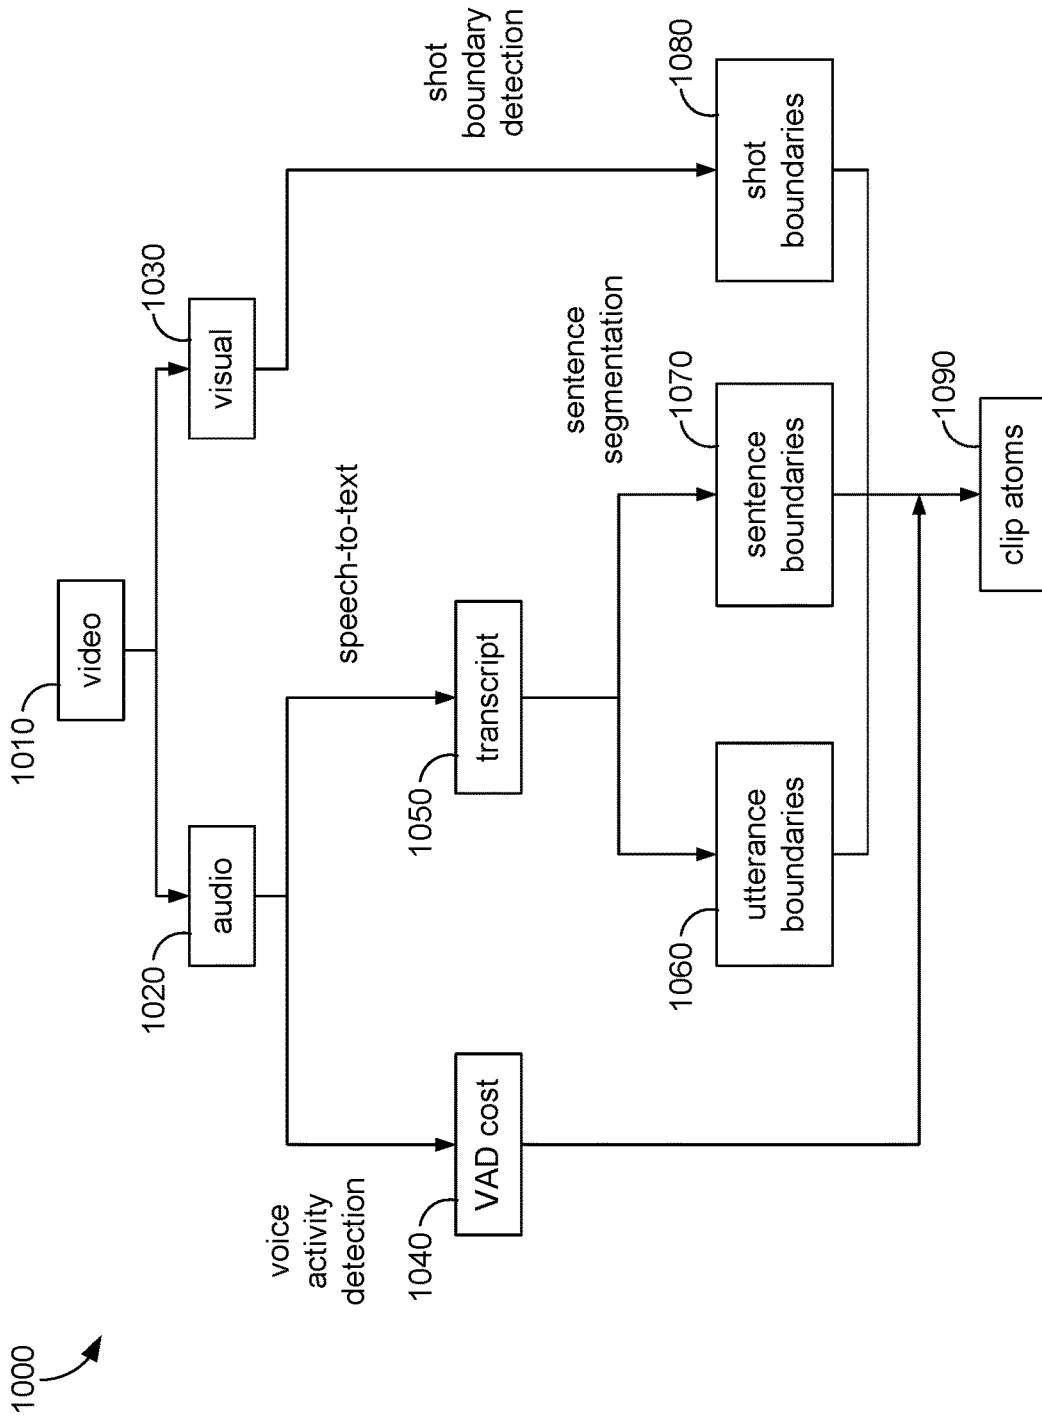 1000
1010
video
1020
audio
1030
visual
voice
activity
detection
speech-to-text
shot
boundary
detection
1040
VAD cost
1050
transcript
sentence
segmentation
1060
utterance
boundaries
1070
sentence
boundaries
1080
shot
boundaries
1090
clip atoms